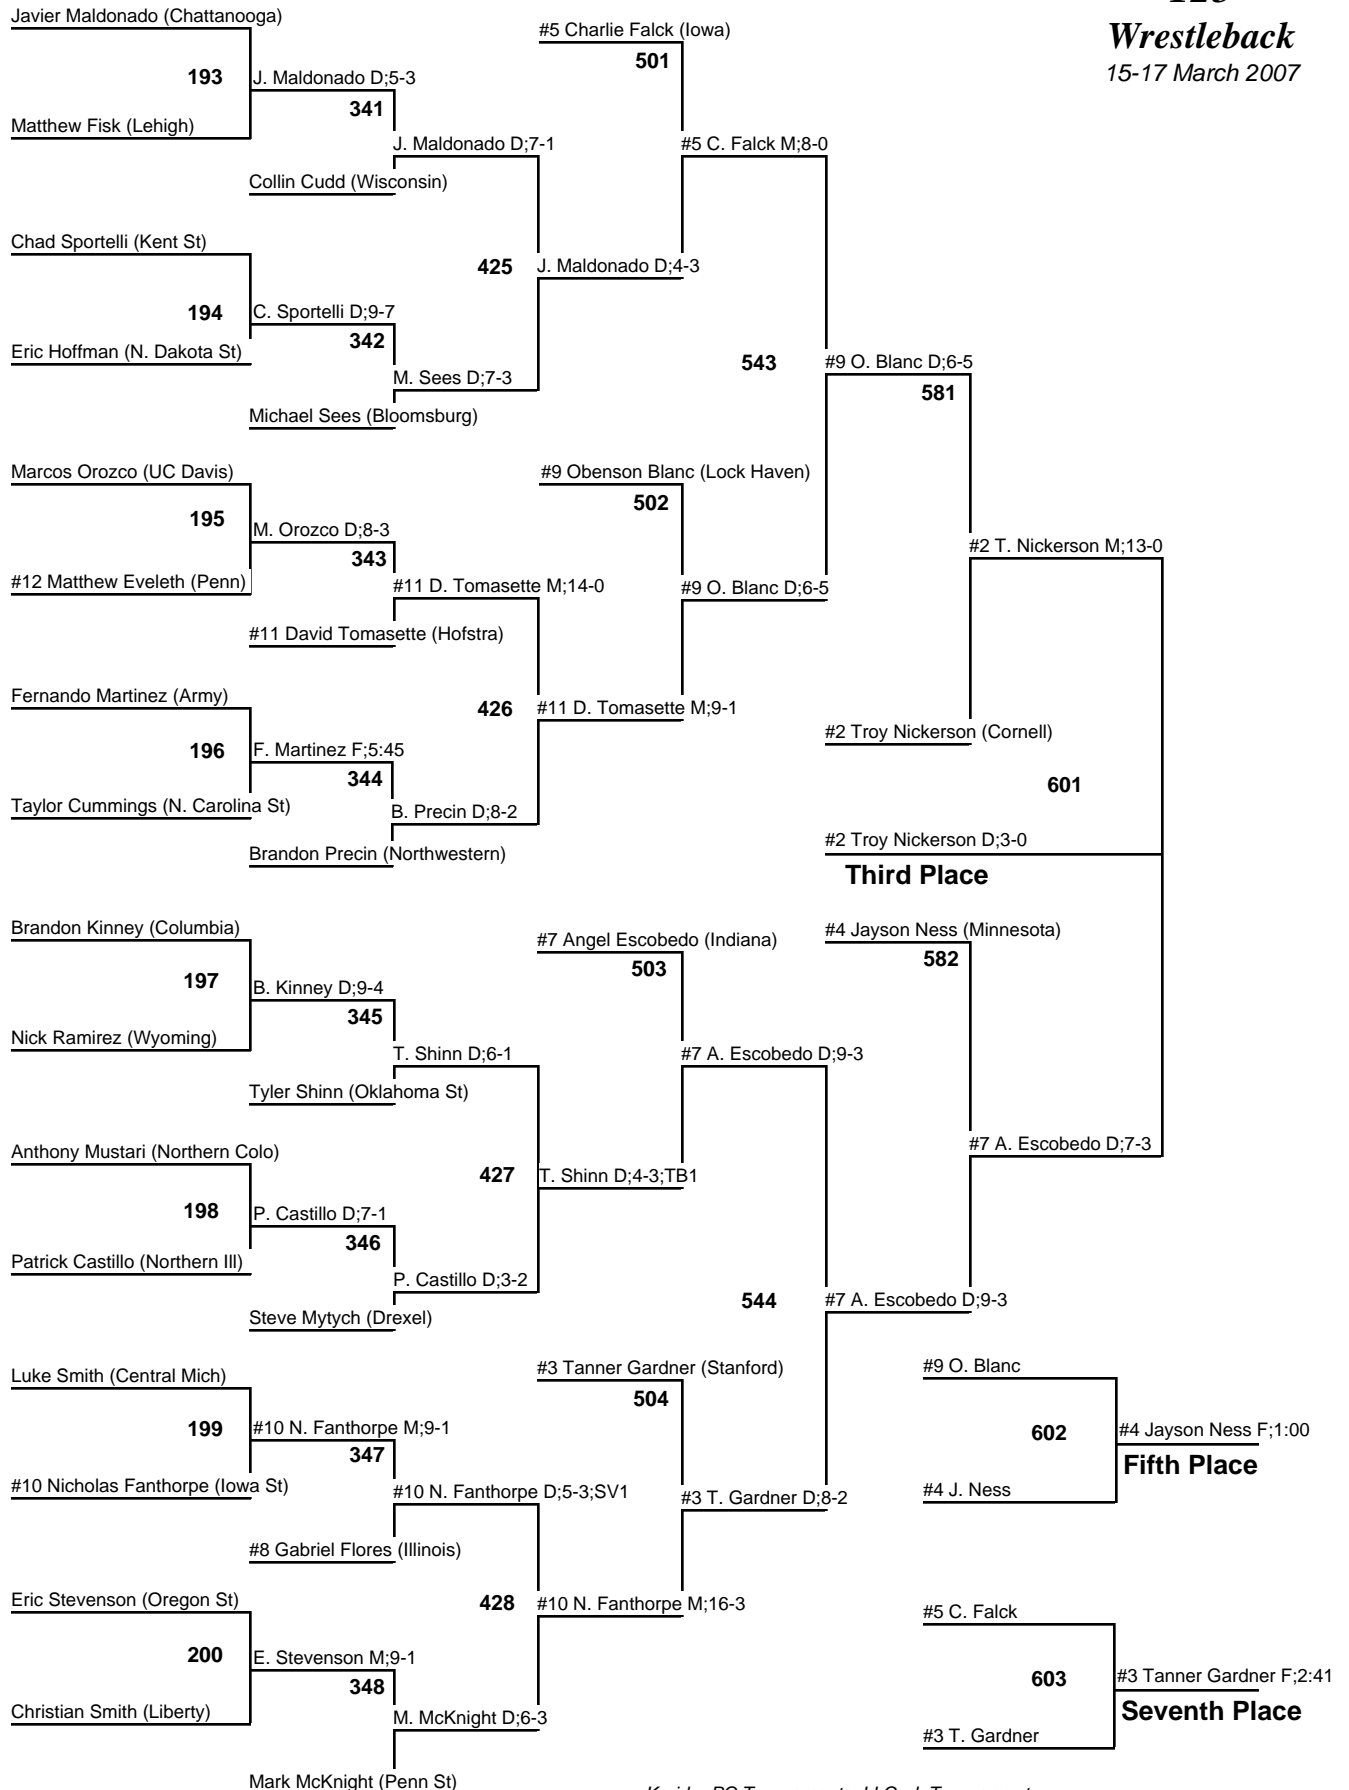 Wrestleback
15-17 March 2007
Javier Maldonado (Chattanooga)
193
Matthew Fisk (Lehigh)
J. Maldonado D;5-3
341
Collin Cudd (Wisconsin)
J. Maldonado D;7-1
Chad Sportelli (Kent St)
194
Eric Hoffman (N. Dakota St)
C. Sportelli D;9-7
342
Michael Sees (Bloomsburg)
M. Sees D;7-3
425
J. Maldonado D;4-3
#5 Charlie Falck (Iowa)
501
#5 C. Falck M;8-0
Marcos Orozco (UC Davis)
195
#12 Matthew Eveleth (Penn)
M. Orozco D;8-3
343
#11 David Tomasette (Hofstra)
#11 D. Tomasette M;14-0
Fernando Martinez (Army)
196
Taylor Cummings (N. Carolina St)
F. Martinez F;5:45
344
Brandon Precin (Northwestern)
B. Precin D;8-2
426
#11 D. Tomasette M;9-1
#9 Obenson Blanc (Lock Haven)
502
#9 O. Blanc D;6-5
543
#9 O. Blanc D;6-5
581
#2 Troy Nickerson (Cornell)
#2 T. Nickerson M;13-0
601
#2 Troy Nickerson D;3-0
Third Place
Brandon Kinney (Columbia)
197
Nick Ramirez (Wyoming)
B. Kinney D;9-4
345
Tyler Shinn (Oklahoma St)
T. Shinn D;6-1
Anthony Mustari (Northern Colo)
198
Patrick Castillo (Northern Ill)
P. Castillo D;7-1
346
Steve Mytych (Drexel)
P. Castillo D;3-2
427
T. Shinn D;4-3;TB1
#7 Angel Escobedo (Indiana)
503
#7 A. Escobedo D;9-3
Luke Smith (Central Mich)
199
#10 Nicholas Fanthorpe (Iowa St)
#10 N. Fanthorpe M;9-1
347
#8 Gabriel Flores (Illinois)
#10 N. Fanthorpe D;5-3;SV1
Eric Stevenson (Oregon St)
200
Christian Smith (Liberty)
E. Stevenson M;9-1
348
Mark McKnight (Penn St)
M. McKnight D;6-3
428
#10 N. Fanthorpe M;16-3
#3 Tanner Gardner (Stanford)
504
#3 T. Gardner D;8-2
544
#7 A. Escobedo D;9-3
#4 Jayson Ness (Minnesota)
582
#7 A. Escobedo D;7-3
#9 O. Blanc
602
#4 J. Ness
#4 Jayson Ness F;1:00
Fifth Place
#5 C. Falck
603
#3 T. Gardner
#3 Tanner Gardner F;2:41
Seventh Place